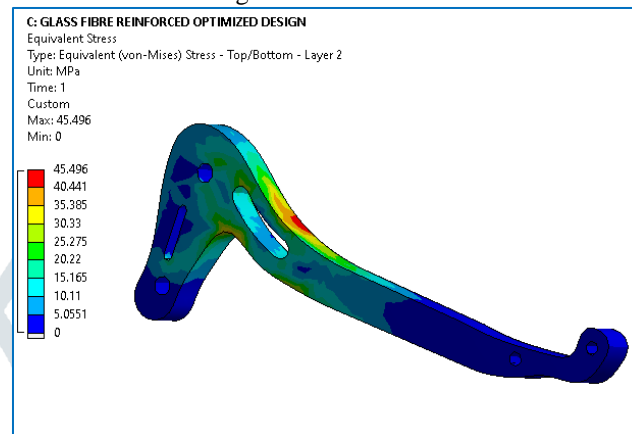 C: GLASS FIBRE REINFORCED OPTIMIZED DESIGN
Equivalent Stress
Type: Equivalent (von-Mises) Stress - Top/Bottom - Layer 2
Unit: MPa
Time: 1
Custom
Max: 45.496
Min: 0
45.496
40.441
35.385
30.33
25.275
20.22
15.165
10.11
5.0551
0